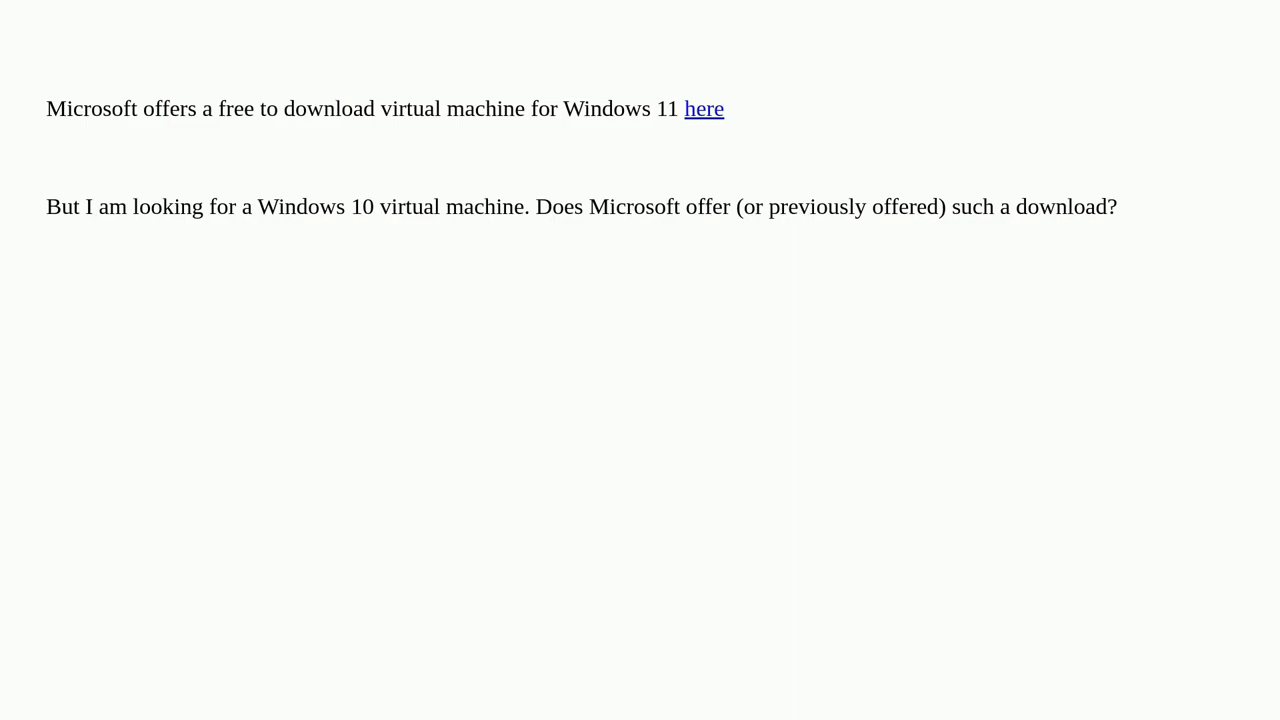 Microsoft offers a free to download virtual machine for Windows 11 here
But I am looking for a Windows 10 virtual machine. Does Microsoft offer (or previously offered) such a download?